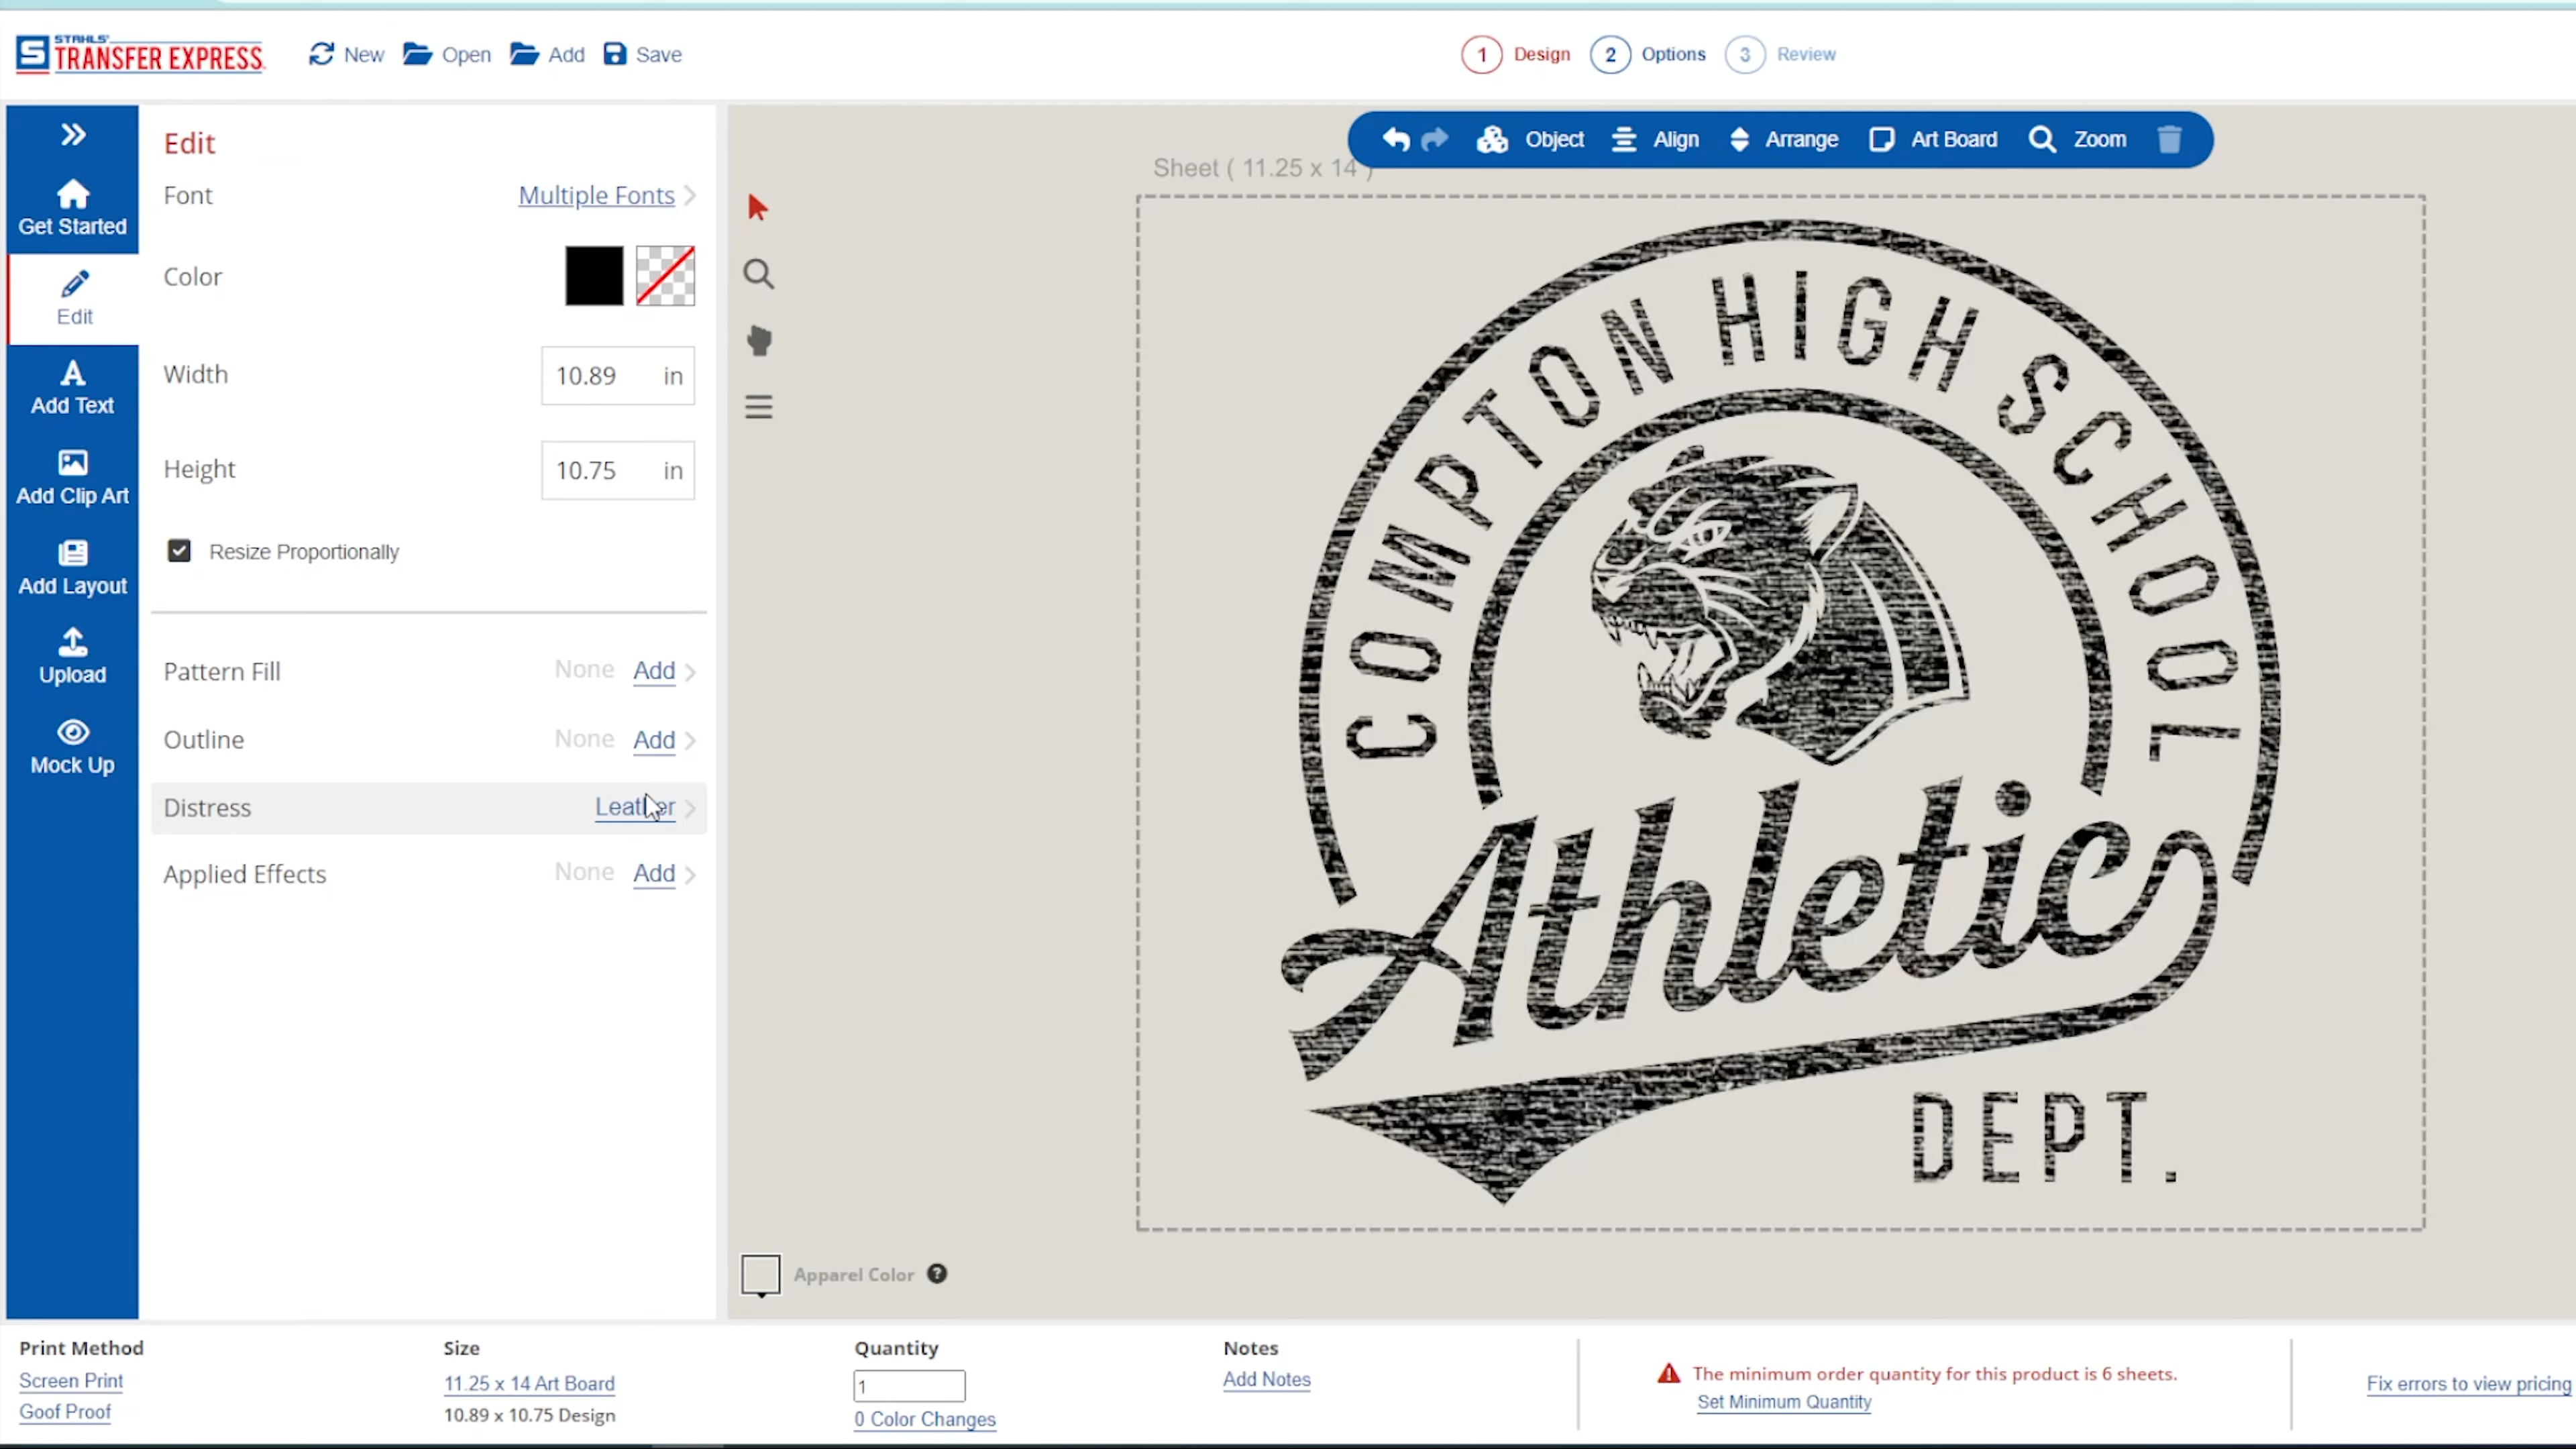 STAHLS'
TRANSFER EXPRESS
New
Open
Add
Save
1 Design
2 Options
3 Review
Get Started
Edit
Add Text
Add Clip Art
Add Layout
Upload
Mock Up
Edit
Font Multiple Fonts
Color
Width 10.89 in
Height 10.75 in
Resize Proportionally
Pattern Fill None Add
Outline None Add
Distress Leather
Applied Effects None Add
Object Align Arrange Art Board Zoom
Sheet ( 11.25 x 14 )
COMPTON HIGH SCHOOL
Athletic
DEPT.
Apparel Color ?
Print Method
Screen Print
Goof Proof
Size
11.25 x 14 Art Board
10.89 x 10.75 Design
Quantity
1
0 Color Changes
Notes
Add Notes
The minimum order quantity for this product is 6 sheets.
Set Minimum Quantity
Fix errors to view pricing